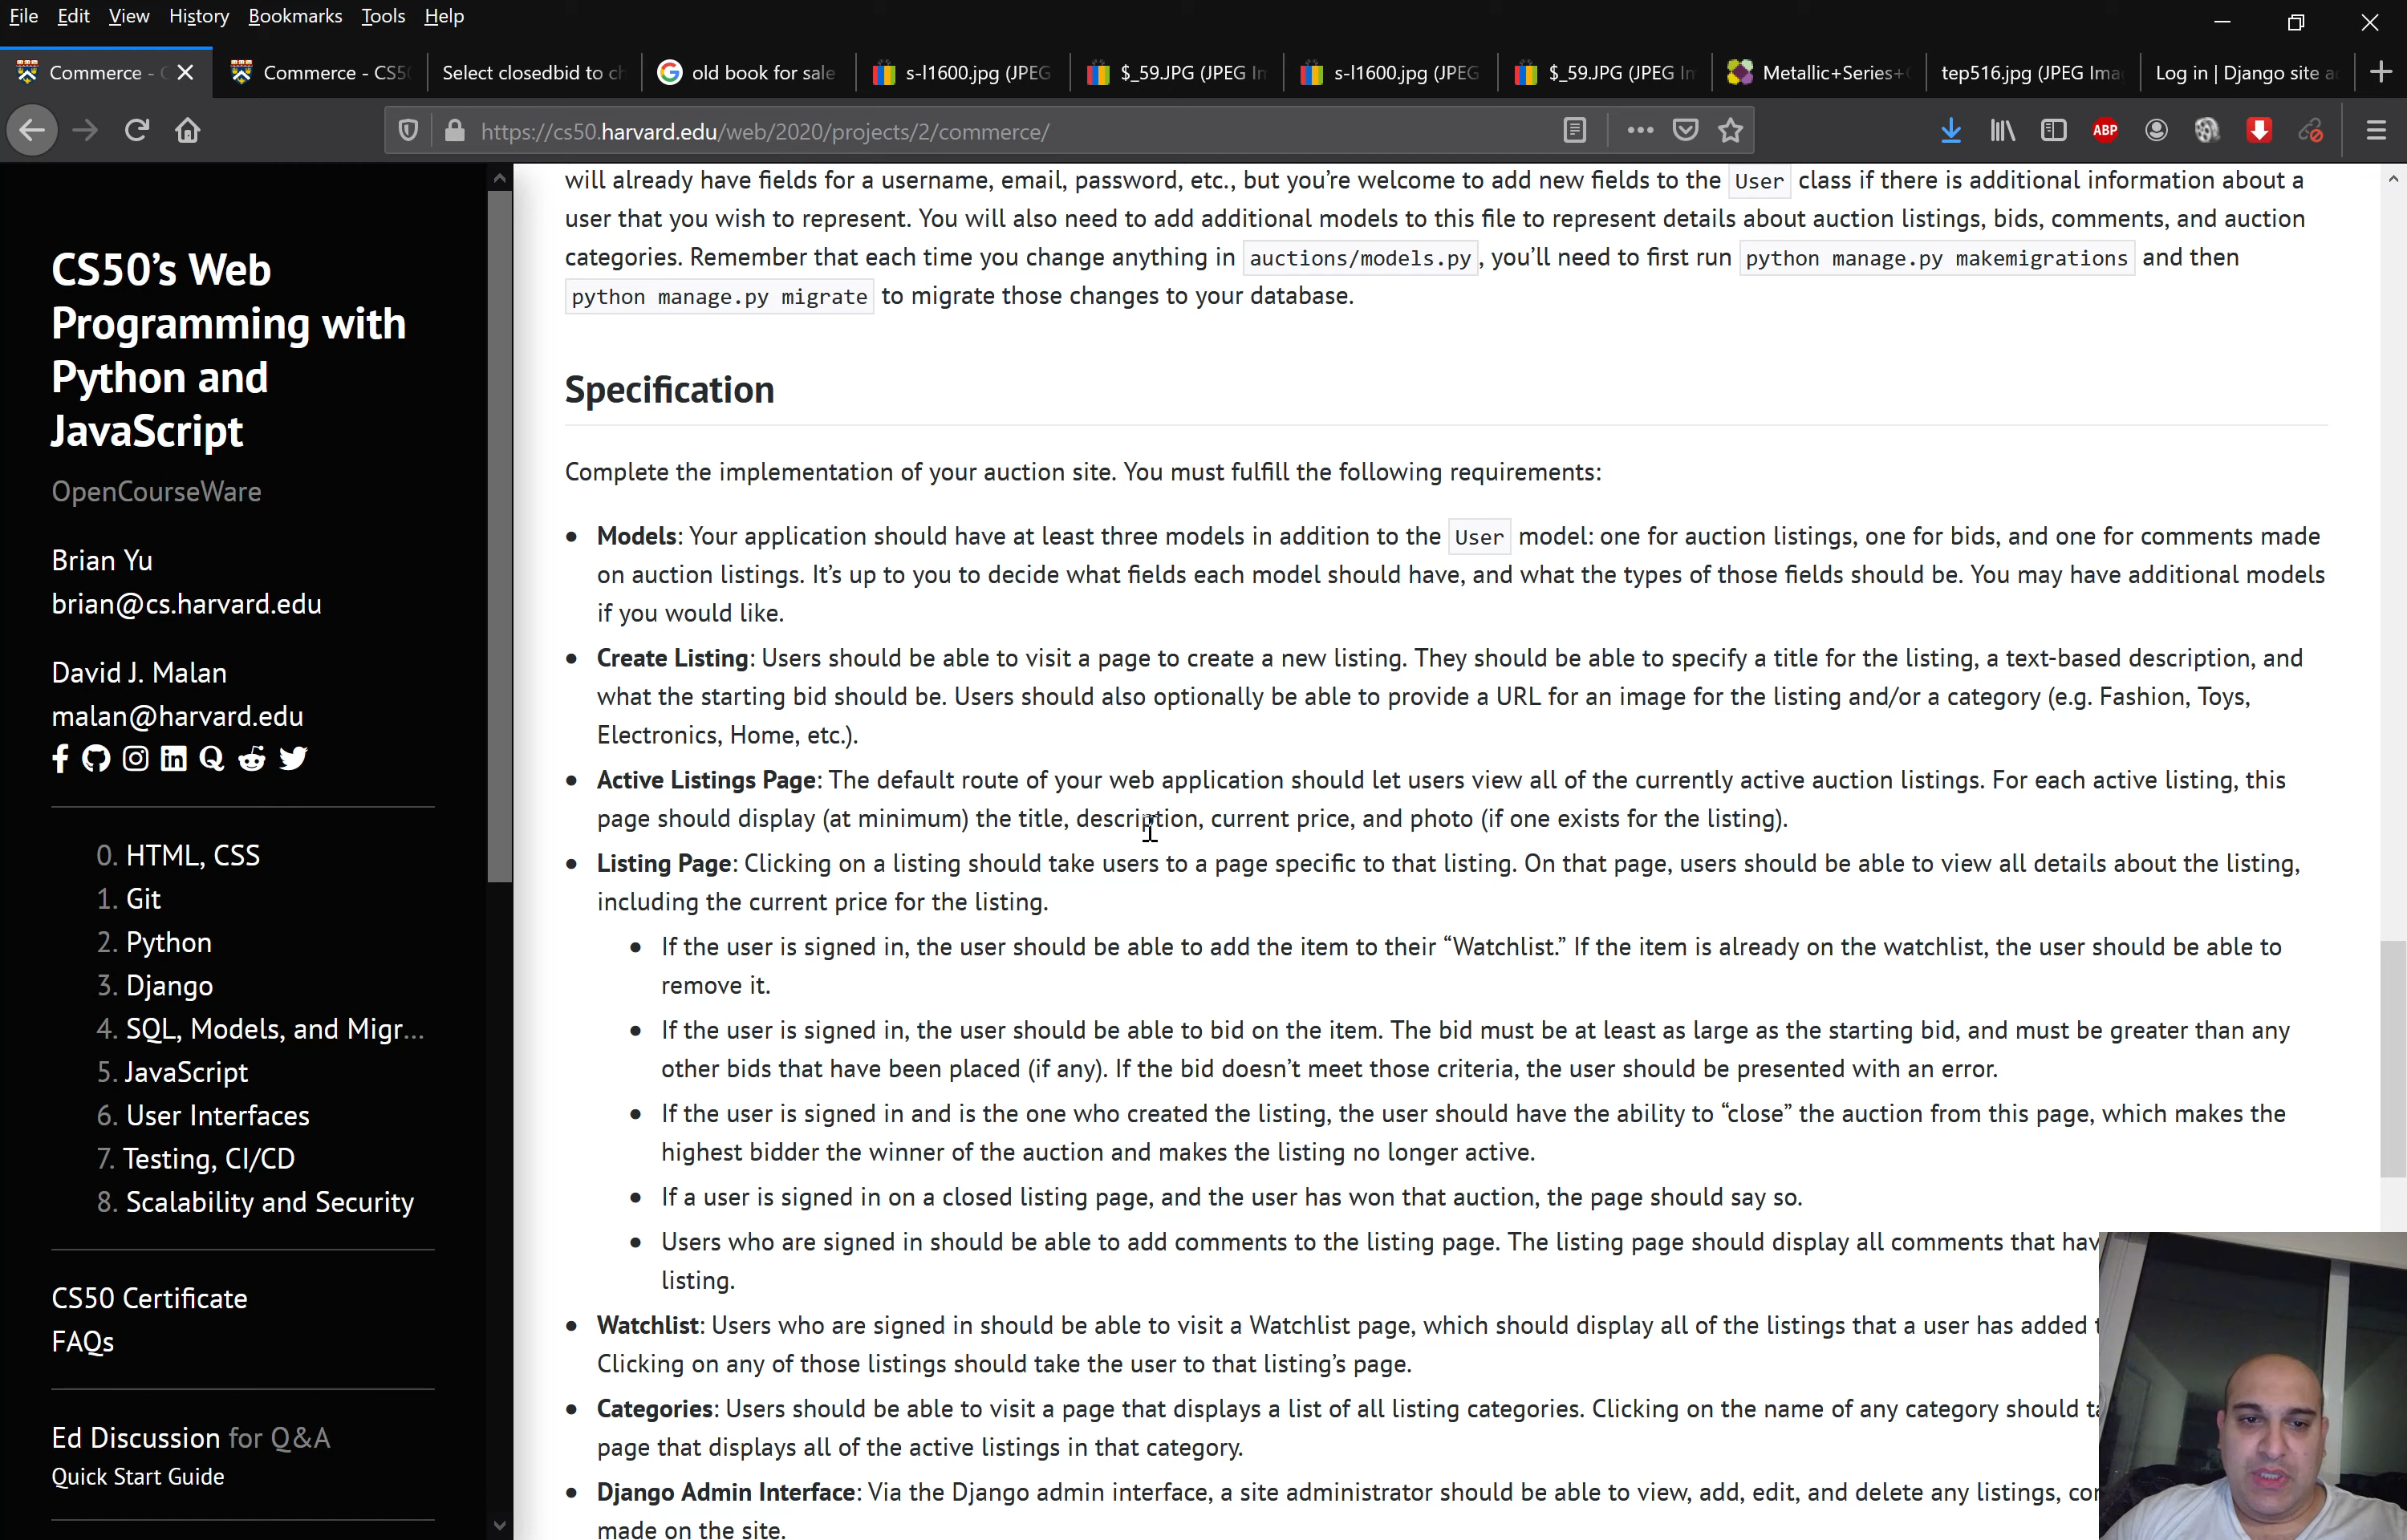 File Edit View History Bookmarks Tools Help
Commerce - Commerce - CS5 Select closedbid to ch old book for sale s-l1600.jpg (JPEG $_59.JPG (JPEG In s-l1600.jpg (JPEG $_59.JPG (JPEG In Metallic+Series+ tep516.jpg (JPEG Ima Log in | Django site a
https://cs50.harvard.edu/web/2020/projects/2/commerce/
ABP
CS50’s Web
Programming with
Python and
JavaScript
OpenCourseWare
Brian Yu
brian@cs.harvard.edu
David J. Malan
malan@harvard.edu
0. HTML, CSS
1. Git
2. Python
3. Django
4. SQL, Models, and Migr…
5. JavaScript
6. User Interfaces
7. Testing, CI/CD
8. Scalability and Security
CS50 Certificate
FAQs
Ed Discussion for Q&A
Quick Start Guide
will already have fields for a username, email, password, etc., but you’re welcome to add new fields to the User class if there is additional information about a
user that you wish to represent. You will also need to add additional models to this file to represent details about auction listings, bids, comments, and auction
categories. Remember that each time you change anything in auctions/models.py, you’ll need to first run python manage.py makemigrations and then
python manage.py migrate to migrate those changes to your database.
Specification
Complete the implementation of your auction site. You must fulfill the following requirements:
• Models: Your application should have at least three models in addition to the User model: one for auction listings, one for bids, and one for comments made
on auction listings. It’s up to you to decide what fields each model should have, and what the types of those fields should be. You may have additional models
if you would like.
• Create Listing: Users should be able to visit a page to create a new listing. They should be able to specify a title for the listing, a text-based description, and
what the starting bid should be. Users should also optionally be able to provide a URL for an image for the listing and/or a category (e.g. Fashion, Toys,
Electronics, Home, etc.).
• Active Listings Page: The default route of your web application should let users view all of the currently active auction listings. For each active listing, this
page should display (at minimum) the title, description, current price, and photo (if one exists for the listing).
• Listing Page: Clicking on a listing should take users to a page specific to that listing. On that page, users should be able to view all details about the listing,
including the current price for the listing.
• If the user is signed in, the user should be able to add the item to their “Watchlist.” If the item is already on the watchlist, the user should be able to
remove it.
• If the user is signed in, the user should be able to bid on the item. The bid must be at least as large as the starting bid, and must be greater than any
other bids that have been placed (if any). If the bid doesn’t meet those criteria, the user should be presented with an error.
• If the user is signed in and is the one who created the listing, the user should have the ability to “close” the auction from this page, which makes the
highest bidder the winner of the auction and makes the listing no longer active.
• If a user is signed in on a closed listing page, and the user has won that auction, the page should say so.
• Users who are signed in should be able to add comments to the listing page. The listing page should display all comments that hav
listing.
• Watchlist: Users who are signed in should be able to visit a Watchlist page, which should display all of the listings that a user has added
Clicking on any of those listings should take the user to that listing’s page.
• Categories: Users should be able to visit a page that displays a list of all listing categories. Clicking on the name of any category should
page that displays all of the active listings in that category.
• Django Admin Interface: Via the Django admin interface, a site administrator should be able to view, add, edit, and delete any listings,
made on the site.